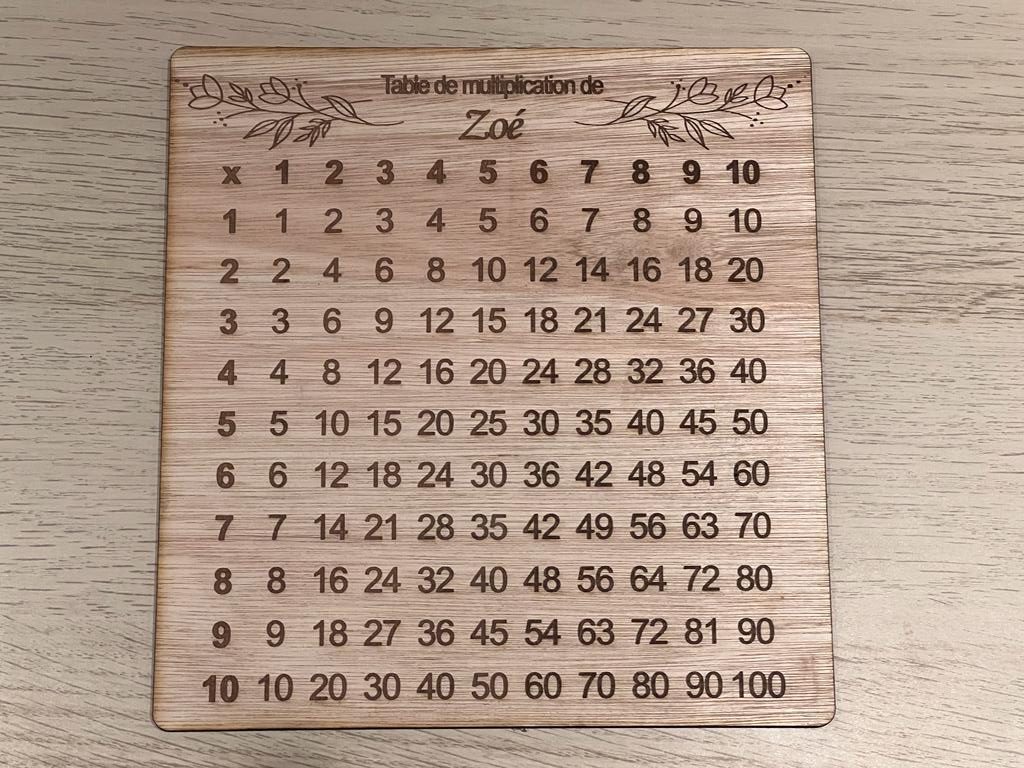 Table de multiplication de
Zoé
x 1 2 3 4 5 6 7 8 9 10
1 1 2 3 4 5 6 7 8 9 10
2 2 4 6 8 10 12 14 16 18 20
3 3 6 9 12 15 18 21 24 27 30
4 4 8 12 16 20 24 28 32 36 40
5 5 10 15 20 25 30 35 40 45 50
6 6 12 18 24 30 36 42 48 54 60
7 7 14 21 28 35 42 49 56 63 70
8 8 16 24 32 40 48 56 64 72 80
9 9 18 27 36 45 54 63 72 81 90
10 10 20 30 40 50 60 70 80 90 100